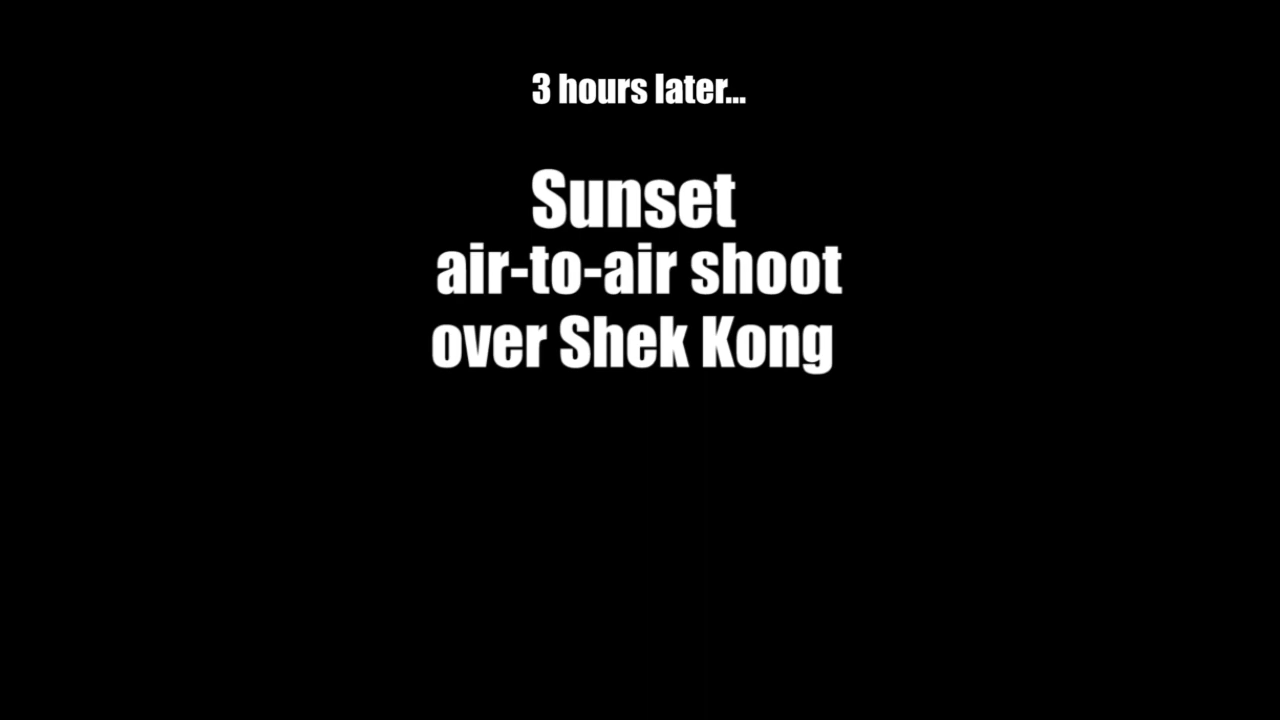 3 hours later...
Sunset
air-to-air shoot
over Shek Kong